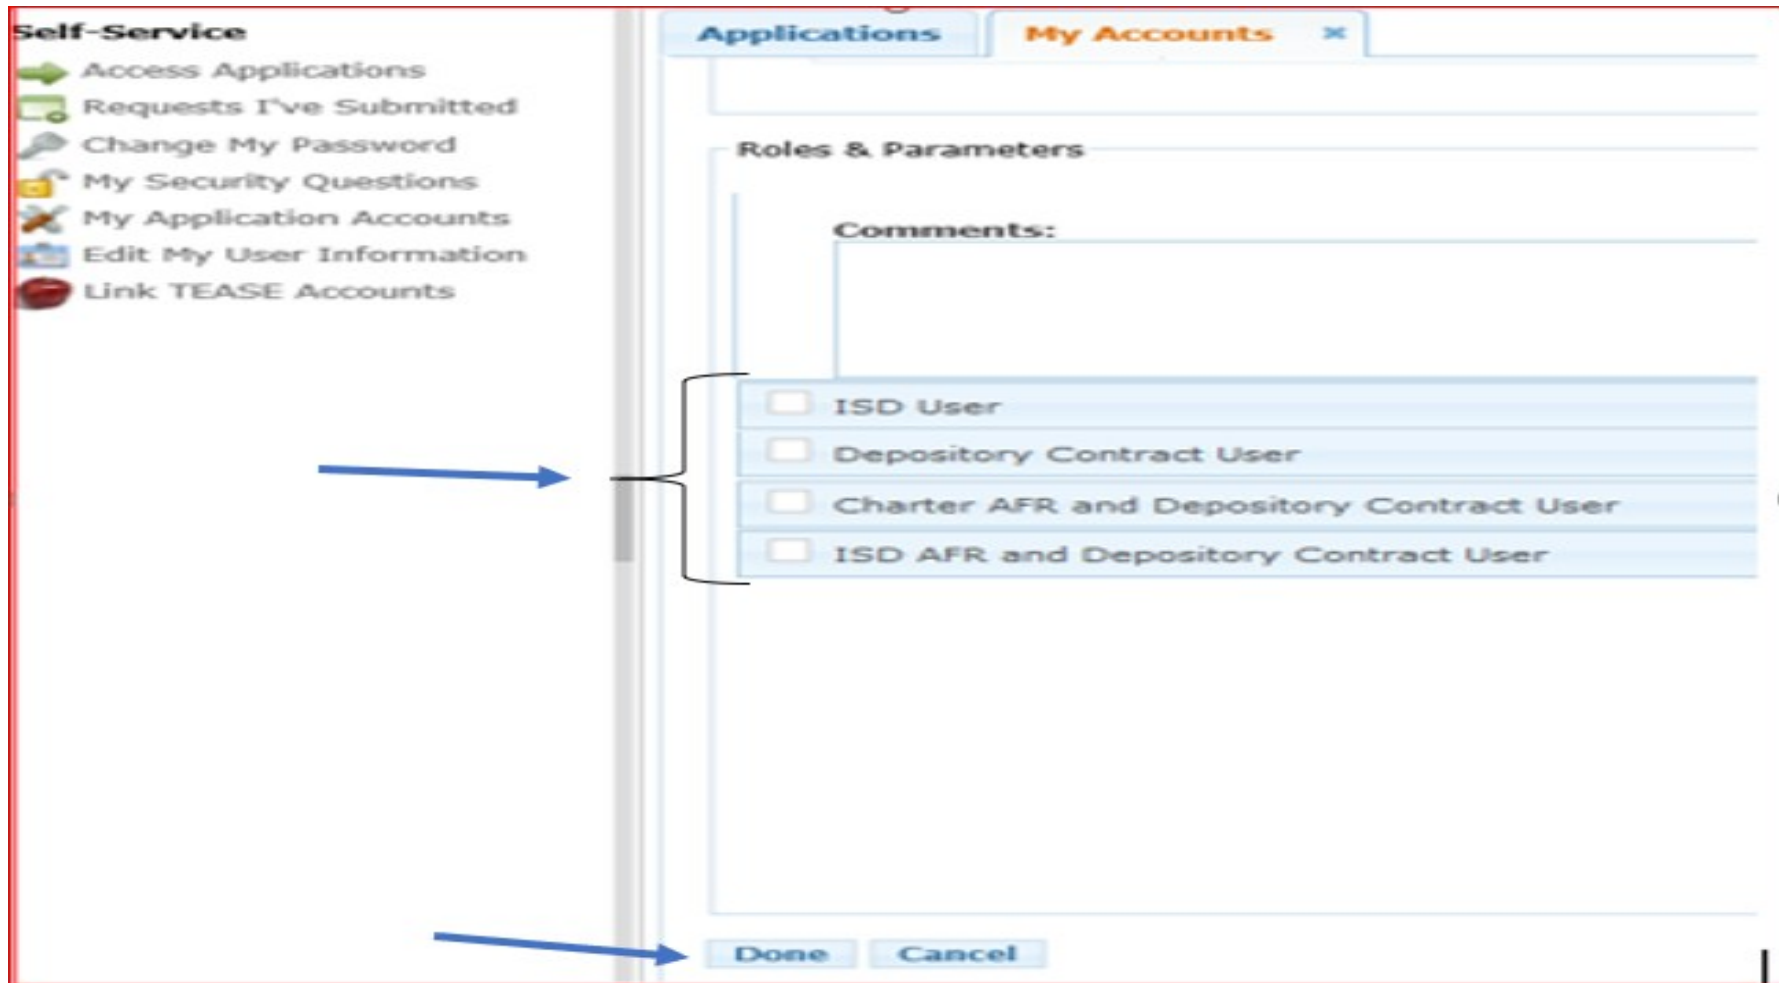 Self-Service
Access Applications
Requests I've Submitted
Change My Password
My Security Questions
My Application Accounts
Edit My User Information
Link TEASE Accounts
Applications
My Accounts
Roles & Parameters
Comments:
ISD User
Depository Contract User
Charter AFR and Depository Contract User
ISD AFR and Depository Contract User
Done
Cancel